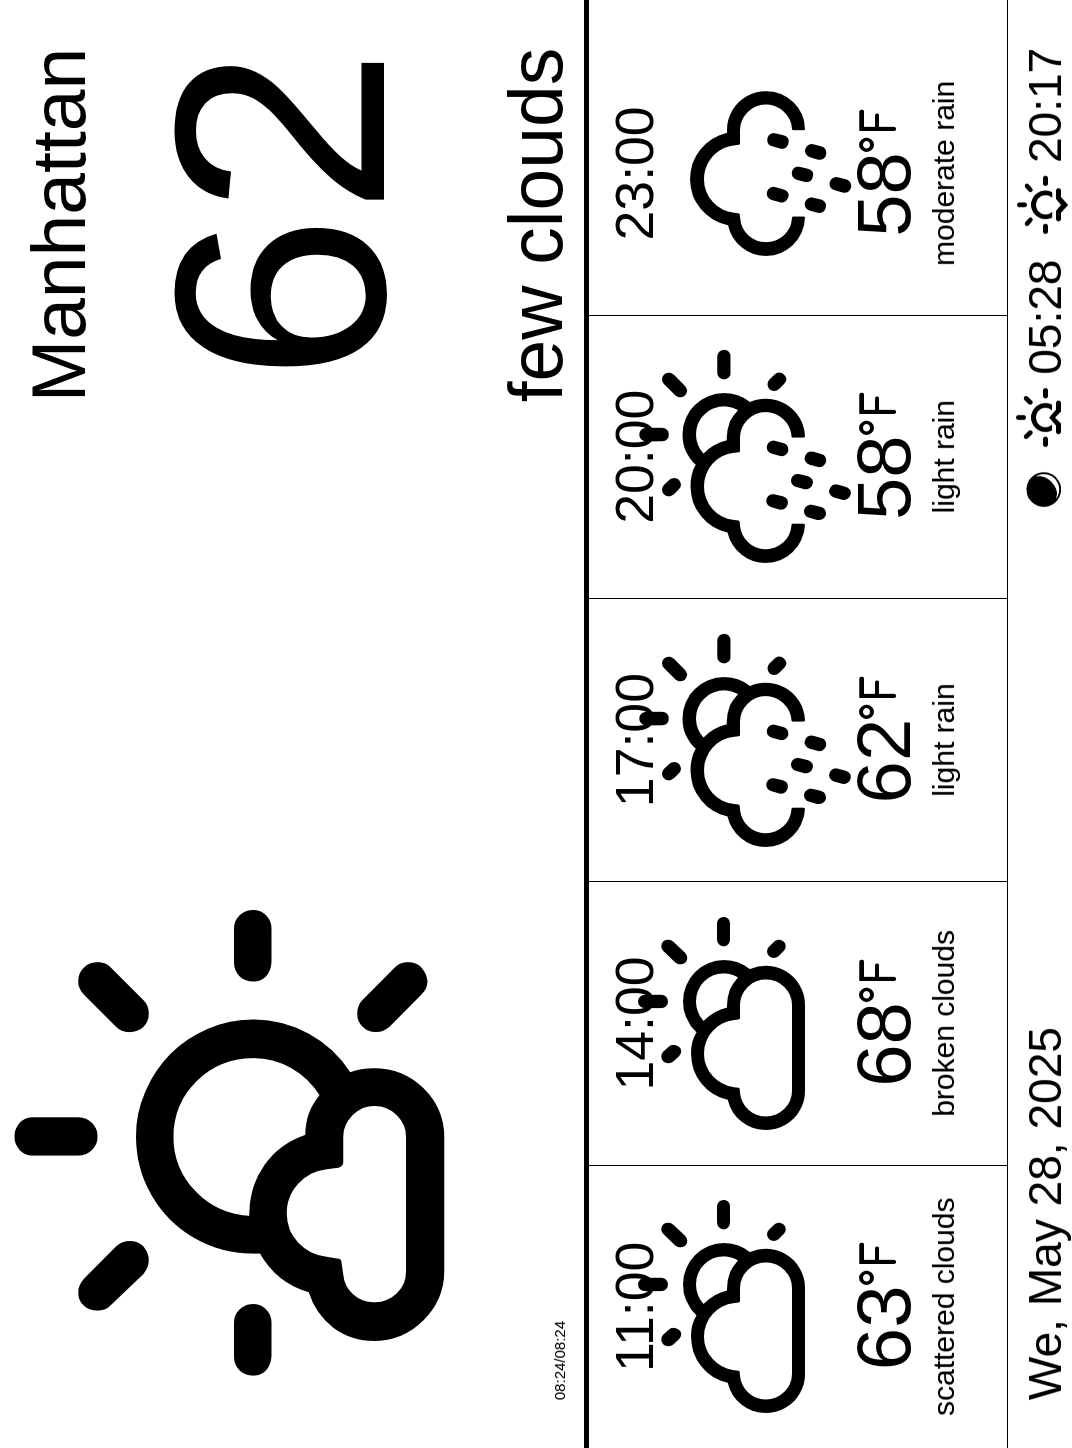 Manhattan
62
few clouds
08:24/08:24
11:00
63°F
scattered clouds
14:00
68°F
broken clouds
17:00
62°F
light rain
20:00
58°F
light rain
23:00
58°F
moderate rain
We, May 28, 2025
05:28
20:17